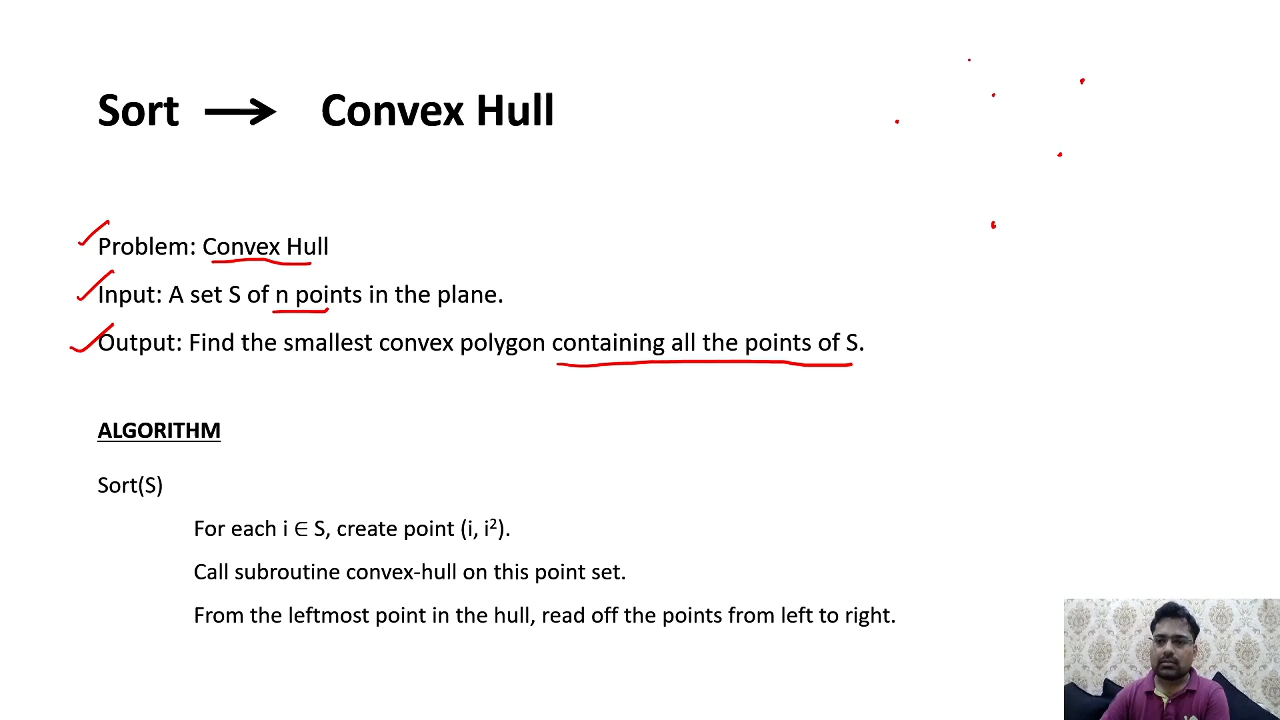 Sort → Convex Hull
Problem: Convex Hull
Input: A set S of n points in the plane.
Output: Find the smallest convex polygon containing all the points of S.
ALGORITHM
Sort(S)
For each i ∈ S, create point (i, i²).
Call subroutine convex-hull on this point set.
From the leftmost point in the hull, read off the points from left to right.